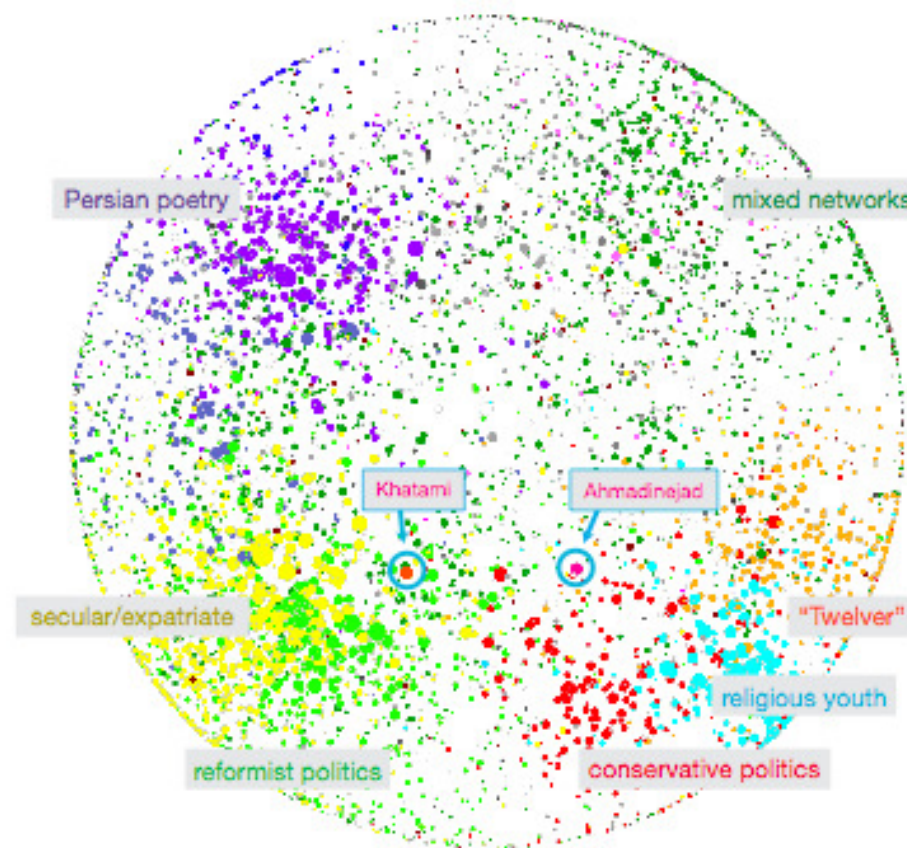 Persian poetry
mixed networks
Khatami
Ahmadinejad
secular/expatriate
"Twelver"
religious youth
reformist politics
conservative politics